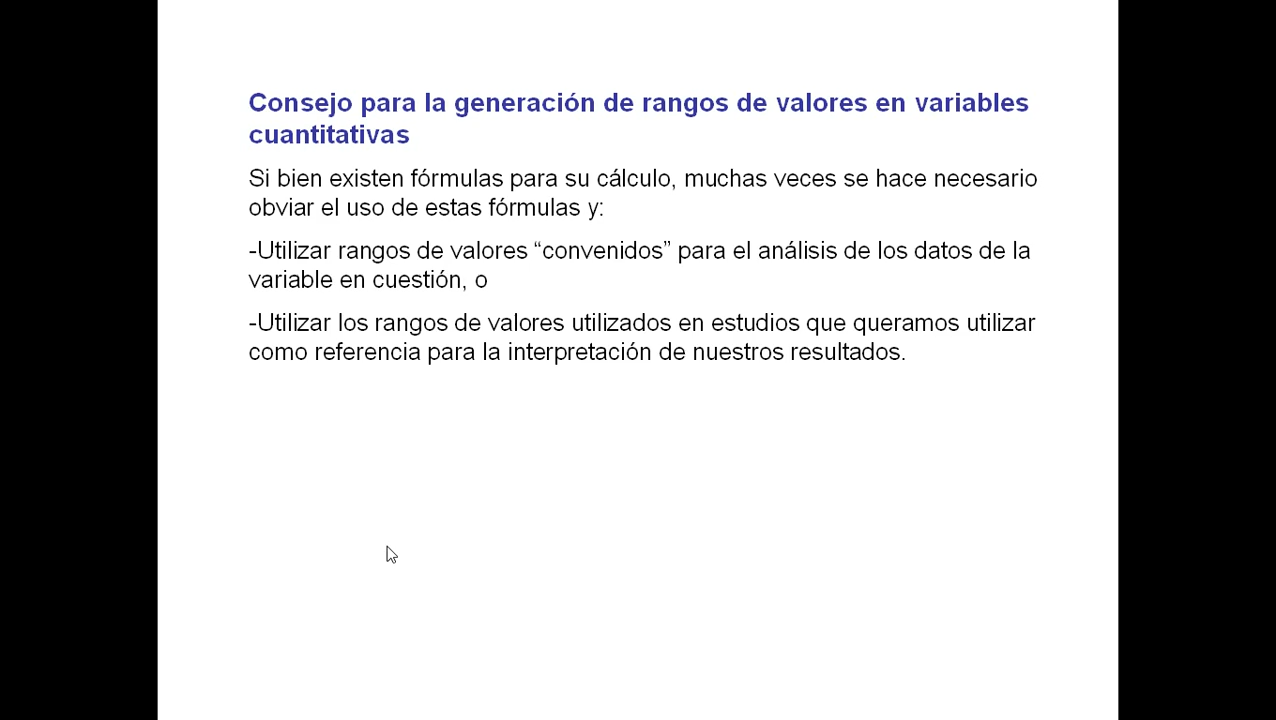 Consejo para la generación de rangos de valores en variables
cuantitativas
Si bien existen fórmulas para su cálculo, muchas veces se hace necesario
obviar el uso de estas fórmulas y:
-Utilizar rangos de valores “convenidos” para el análisis de los datos de la
variable en cuestión, o
-Utilizar los rangos de valores utilizados en estudios que queramos utilizar
como referencia para la interpretación de nuestros resultados.